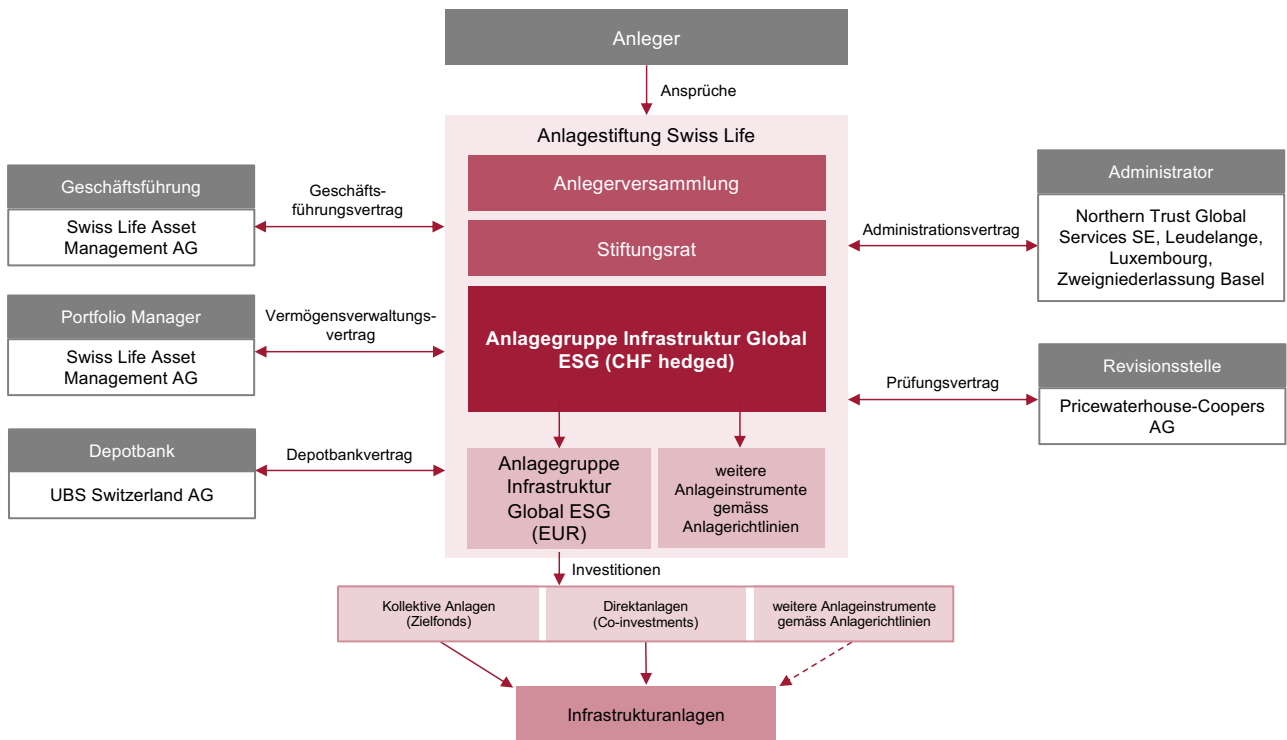 Anleger
Ansprüche
Anlagestiftung Swiss Life
Anlegerversammlung
Stiftungsrat
Anlagegruppe Infrastruktur Global
ESG (CHF hedged)
Anlagegruppe
Infrastruktur
Global ESG
(EUR)
weitere
Anlageinstrumente
gemäss
Anlagerichtlinien
Geschäftsführung
Swiss Life Asset
Management AG
Geschäfts-
führungsvertrag
Portfolio Manager
Swiss Life Asset
Management AG
Vermögensverwaltungs-
vertrag
Depotbank
UBS Switzerland AG
Depotbankvertrag
Administrationsvertrag
Administrator
Northern Trust Global
Services SE, Leudelange,
Luxembourg,
Zweigniederlassung Basel
Prüfungsvertrag
Revisionsstelle
Pricewaterhouse-Coopers
AG
Investitionen
Kollektive Anlagen
(Zielfonds)
Direktanlagen
(Co-investments)
weitere Anlageinstrumente
gemäss Anlagerichtlinien
Infrastrukturanlagen